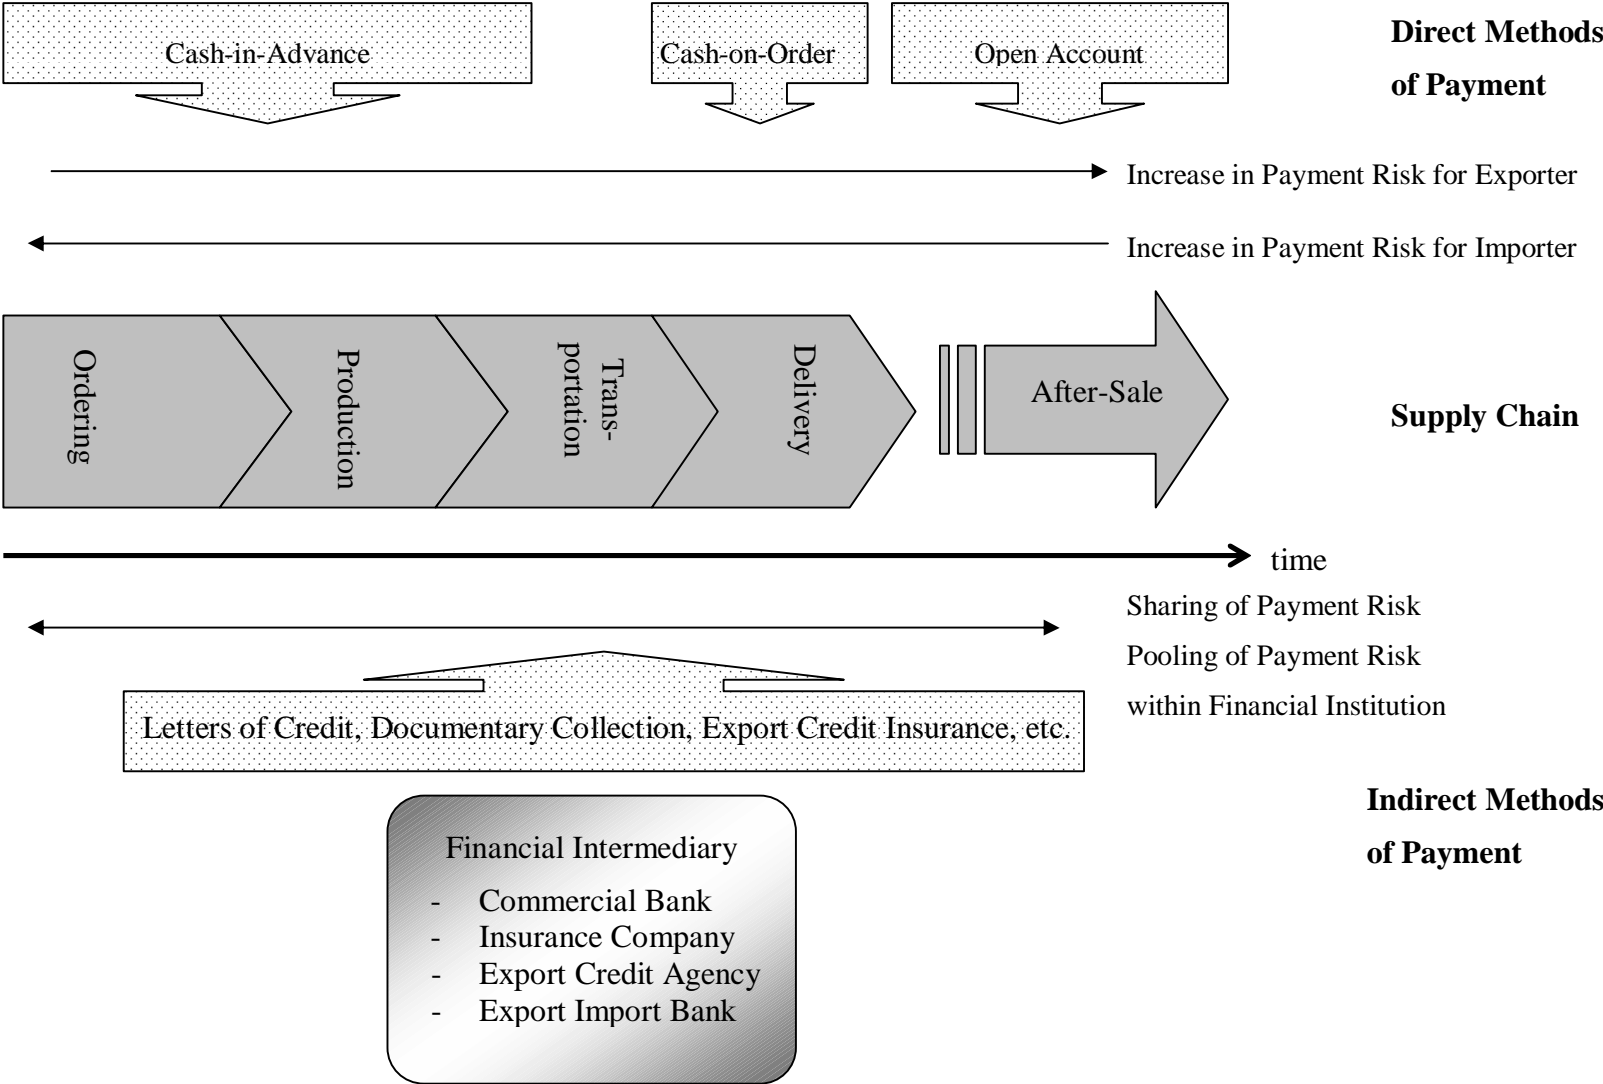 Cash-in-Advance
Cash-on-Order
Open Account
Direct Methods
of Payment
Increase in Payment Risk for Exporter
Increase in Payment Risk for Importer
Ordering
Production
Trans-
portation
Delivery
After-Sale
Supply Chain
time
Sharing of Payment Risk
Pooling of Payment Risk
within Financial Institution
Letters of Credit, Documentary Collection, Export Credit Insurance, etc.
Indirect Methods
of Payment
Financial Intermediary
- Commercial Bank
- Insurance Company
- Export Credit Agency
- Export Import Bank